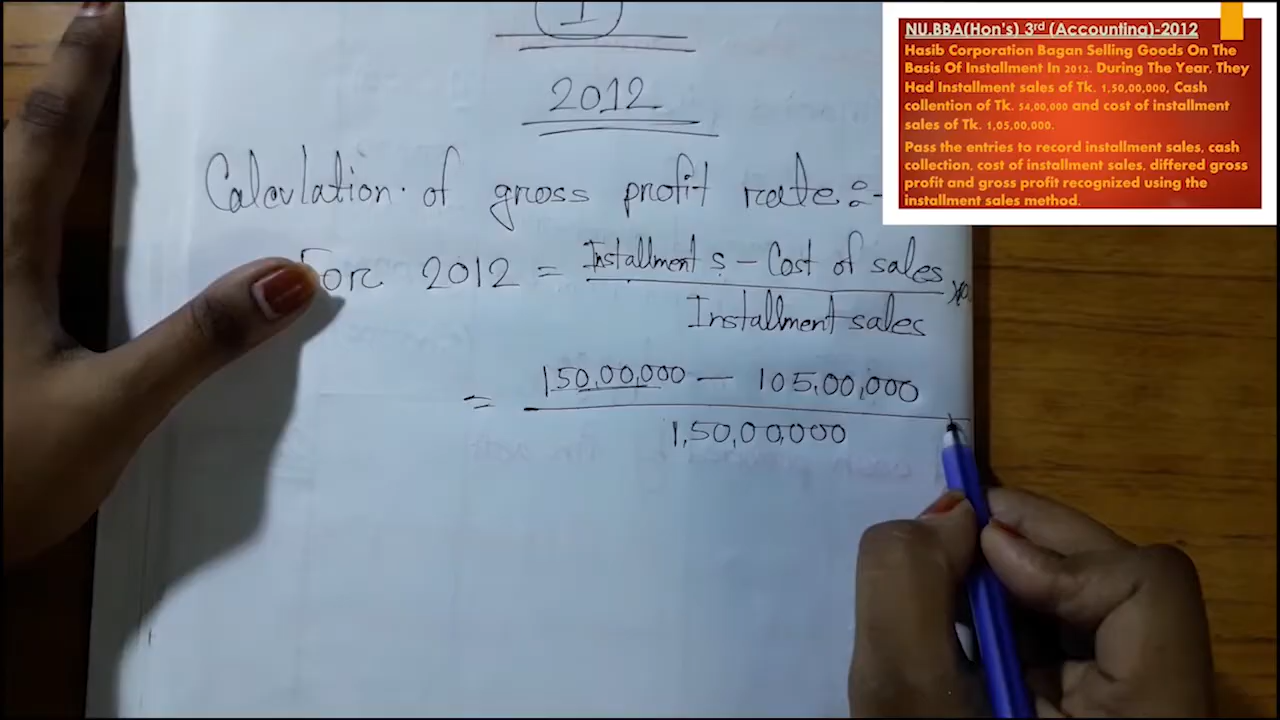 1
2012
Calculation of gross profit rate :-
For 2012 = Installment s - Cost of sales
Installment sales
= 150,00,000 — 105,00,000
1,50,00,000
NU.BBA(Hon's) 3rd (Accounting)-2012
Hasib Corporation Bagan Selling Goods On The
Basis Of Installment In 2012. During The Year, They
Had Installment sales of Tk. 1,50,00,000, Cash
collention of Tk. 54,00,000 and cost of installment
sales of Tk. 1,05,00,000.
Pass the entries to record installment sales, cash
collection, cost of installment sales, differed gross
profit and gross profit recognized using the
installment sales method.